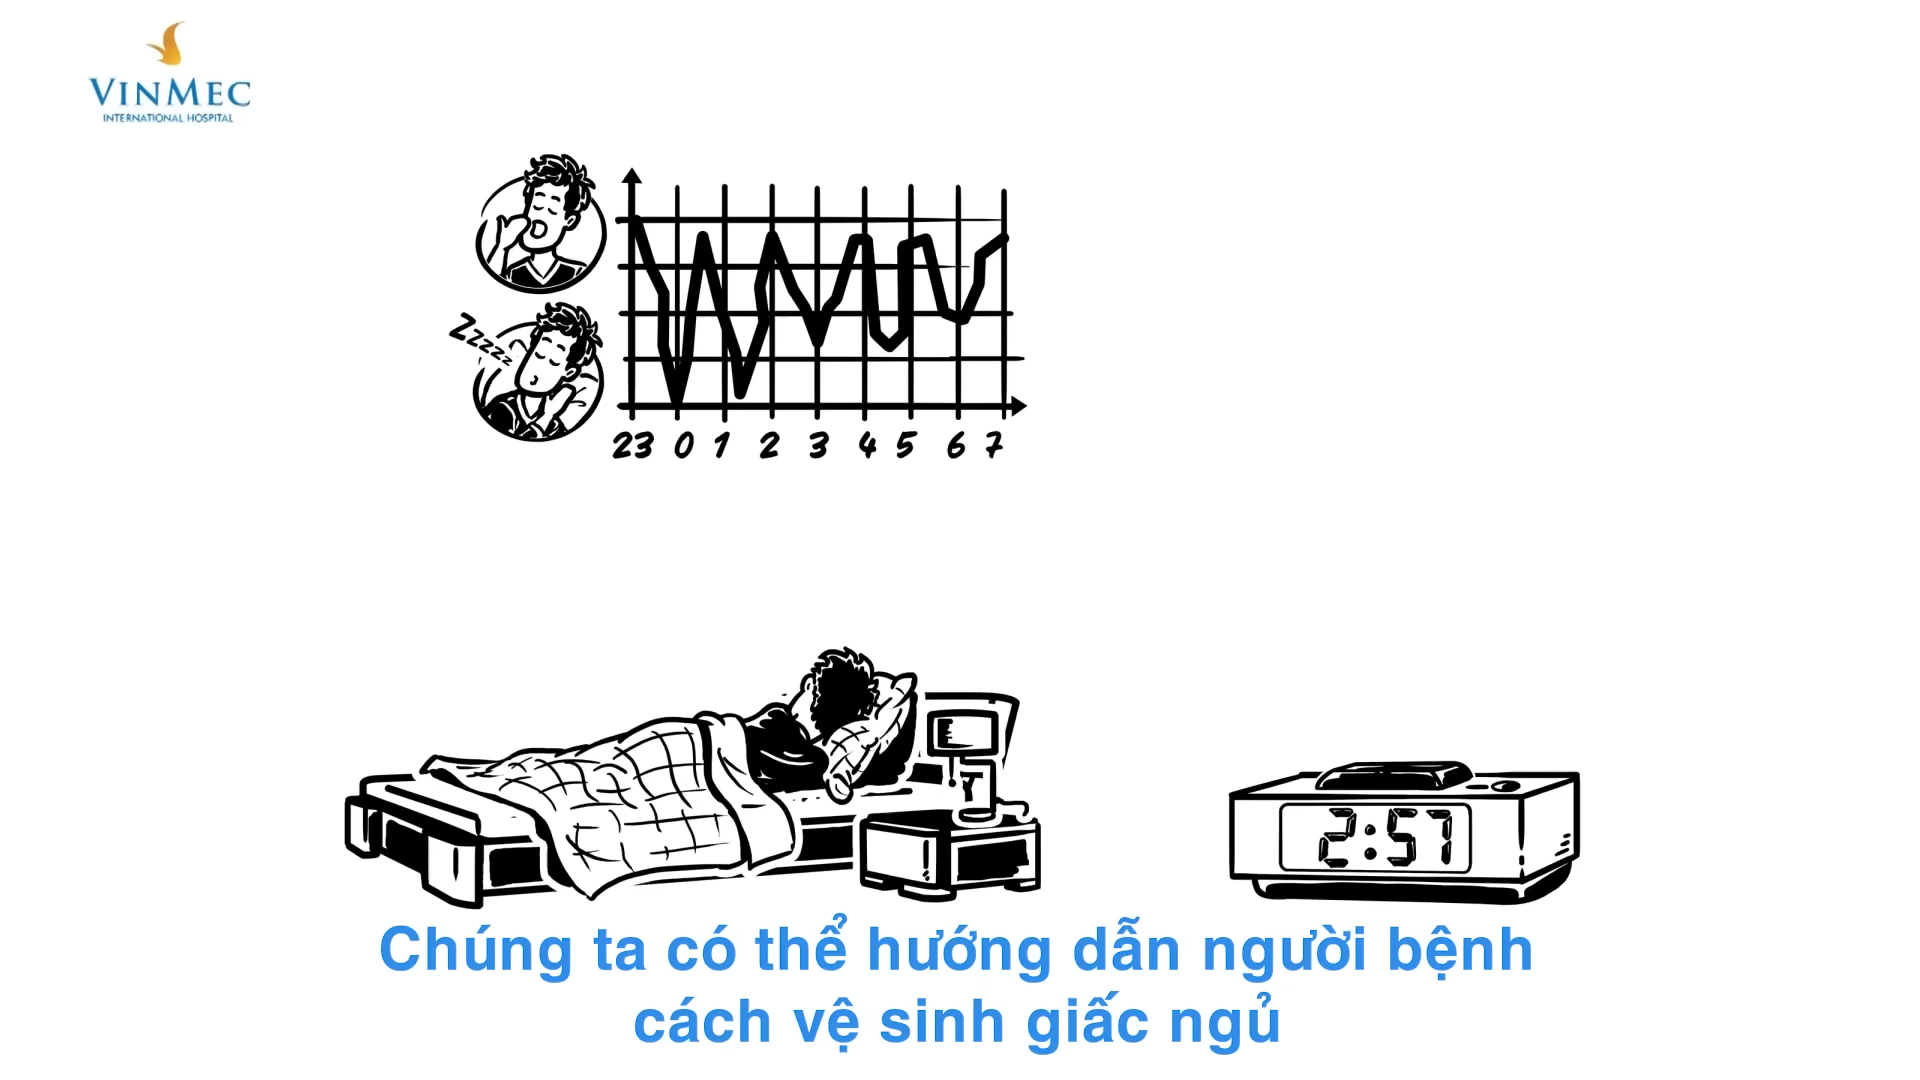 VINMEC
INTERNATIONAL HOSPITAL
Zzzzzz
23 0 1 2 3 4 5 6 7
2:57
Chúng ta có thể hướng dẫn người bệnh
cách vệ sinh giấc ngủ